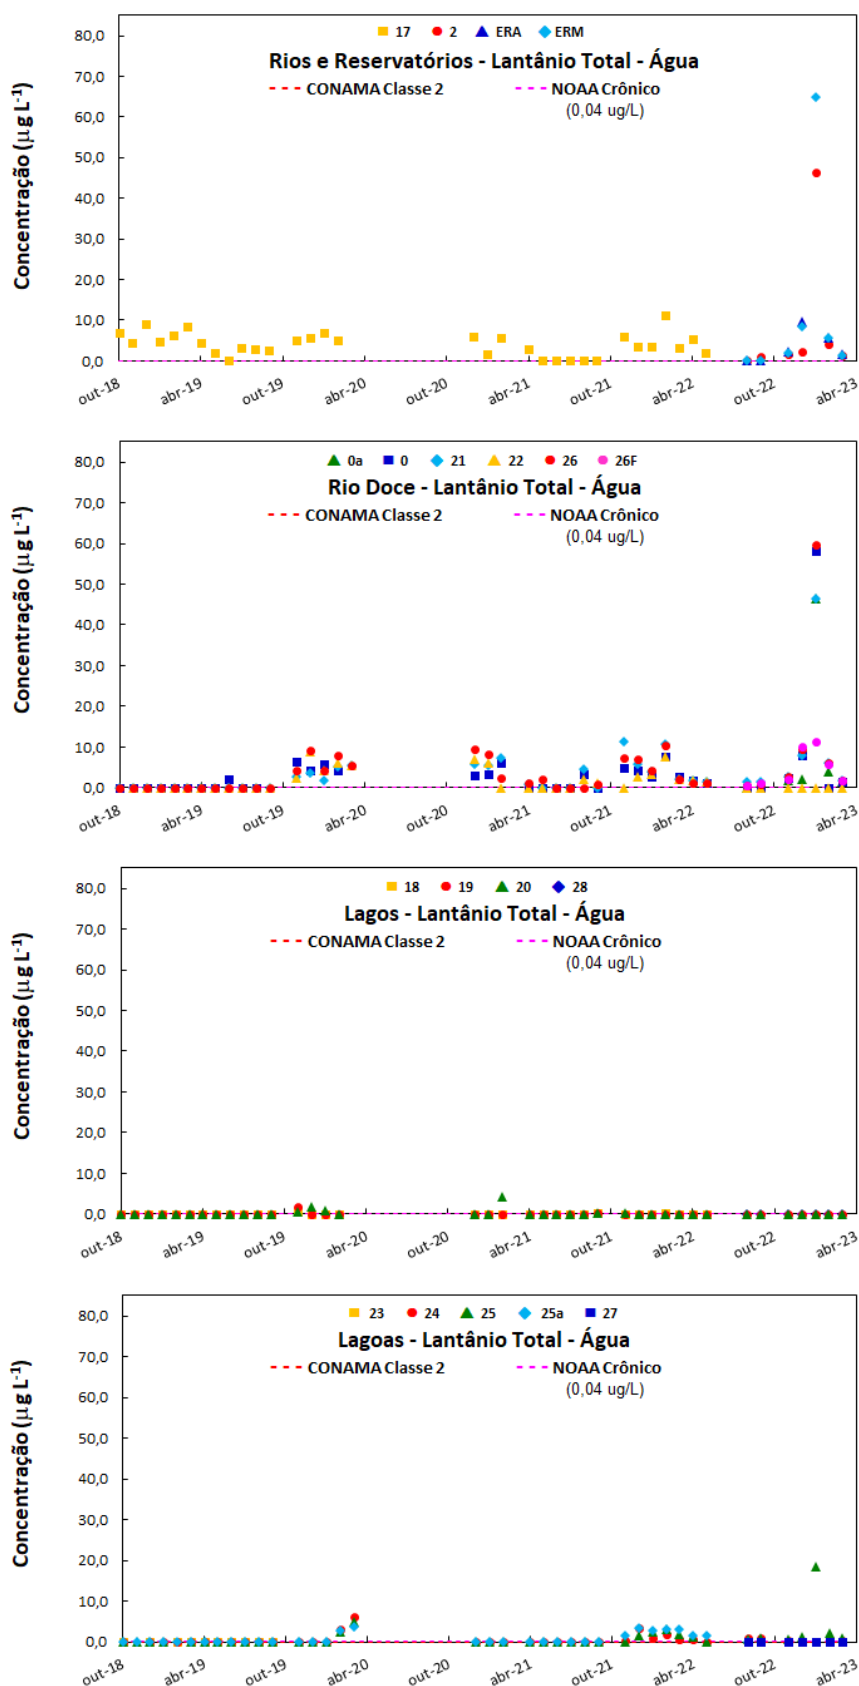 17 2 ERA ERM
Rios e Reservatórios - Lantânio Total - Água
CONAMA Classe 2 NOAA Crônico
(0,04 ug/L)
Concentração (µg L-1)
80,0
70,0
60,0
50,0
40,0
30,0
20,0
10,0
0,0
out-18 abr-19 out-19 abr-20 out-20 abr-21 out-21 abr-22 out-22 abr-23
0a 0 21 22 26 26F
Rio Doce - Lantânio Total - Água
CONAMA Classe 2 NOAA Crônico
(0,04 ug/L)
Concentração (µg L-1)
80,0
70,0
60,0
50,0
40,0
30,0
20,0
10,0
0,0
out-18 abr-19 out-19 abr-20 out-20 abr-21 out-21 abr-22 out-22 abr-23
18 19 20 28
Lagos - Lantânio Total - Água
CONAMA Classe 2 NOAA Crônico
(0,04 ug/L)
Concentração (µg L-1)
80,0
70,0
60,0
50,0
40,0
30,0
20,0
10,0
0,0
out-18 abr-19 out-19 abr-20 out-20 abr-21 out-21 abr-22 out-22 abr-23
23 24 25 25a 27
Lagoas - Lantânio Total - Água
CONAMA Classe 2 NOAA Crônico
(0,04 ug/L)
Concentração (µg L-1)
80,0
70,0
60,0
50,0
40,0
30,0
20,0
10,0
0,0
out-18 abr-19 out-19 abr-20 out-20 abr-21 out-21 abr-22 out-22 abr-23